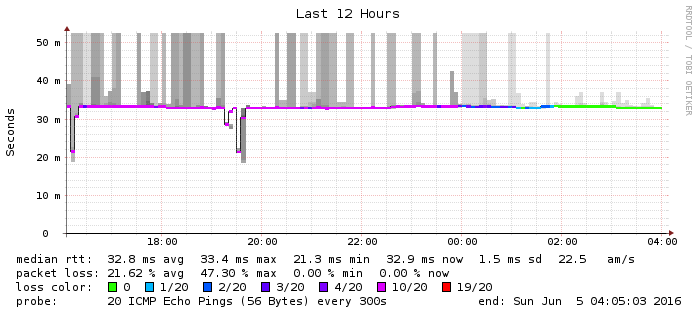 Last 12 Hours
RRDTOOL / TOBI OETIKER
Seconds
50 m
40 m
30 m
20 m
10 m
0
18:00 20:00 22:00 00:00 02:00 04:00
median rtt: 32.8 ms avg 33.4 ms max 21.3 ms min 32.9 ms now 1.5 ms sd 22.5 am/s
packet loss: 21.62 % avg 47.30 % max 0.00 % min 0.00 % now
loss color: 0 1/20 2/20 3/20 4/20 10/20 19/20
probe: 20 ICMP Echo Pings (56 Bytes) every 300s end: Sun Jun 5 04:05:03 2016